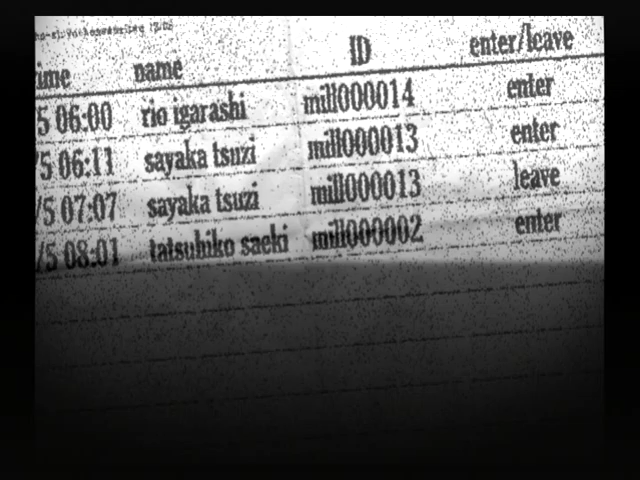 ime name ID enter/leave
5 06:00 rio igarashi mill000014 enter
5 06:11 sayaka tsuzi mill000013 enter
/5 07:07 sayaka tsuzi mill000013 leave
/5 08:01 tatsuhiko saeki mill000002 enter